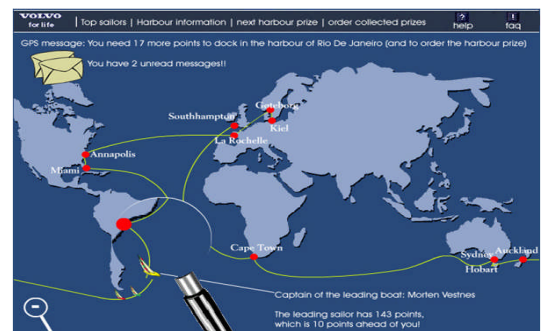 VOLVO
for life
Top sailors | Harbour information | next harbour prize | order collected prizes
?
help
!
faq
GPS message: You need 17 more points to dock in the harbour of Rio De Janeiro (and to order the harbour prize)
You have 2 unread messages!!
Southhampton
Goteborg
Kiel
La Rochelle
Annapolis
Miami
Cape Town
Sydney
Auckland
Hobart
Captain of the leading boat: Morten Vestnes
The leading sailor has 143 points,
which is 10 points ahead of you!